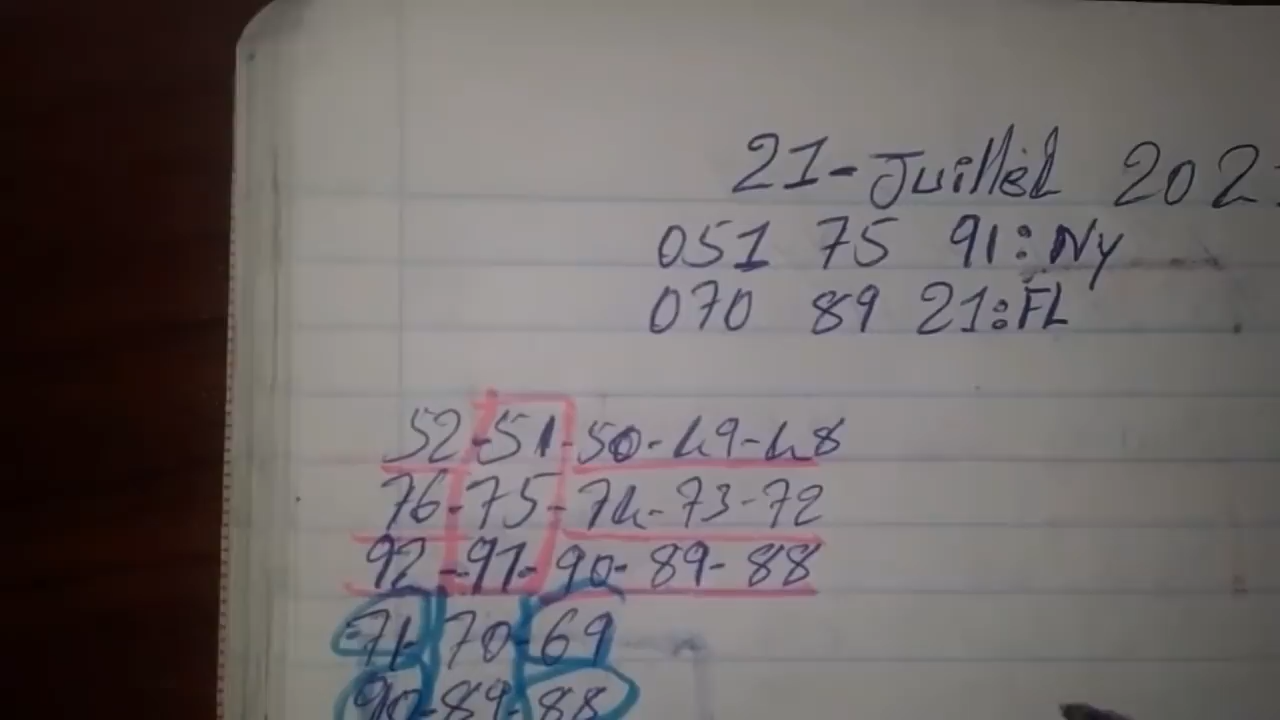 21-Juillet 202
051 75 91:Ny
070 89 21:FL
52-51-50-49-48
76-75-74-73-72
92-91-90-89-88
71-70-69
90-89-88